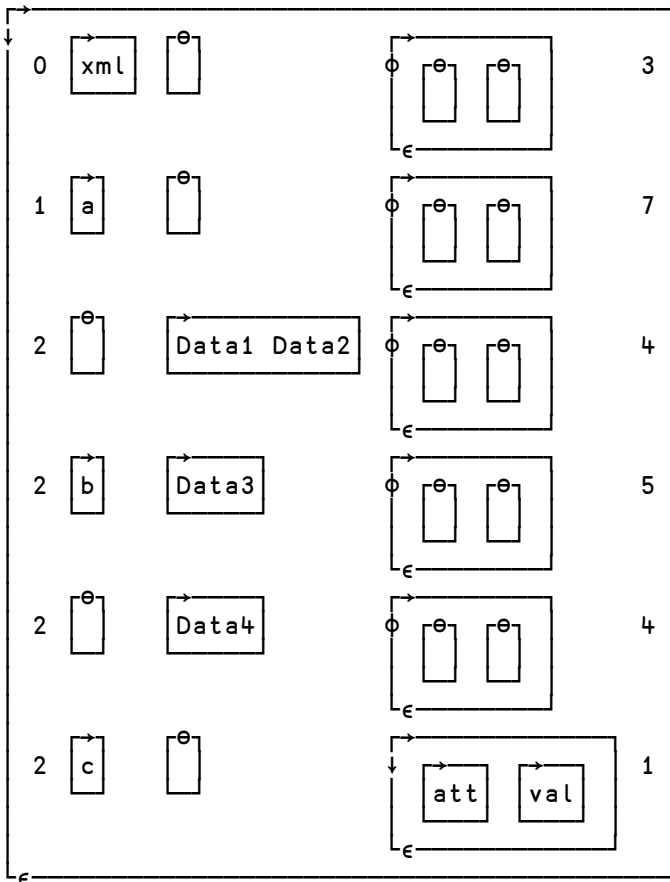 0 xml 3
1 a 7
2 Data1 Data2 4
2 b Data3 5
2 Data4 4
2 c 1
att val